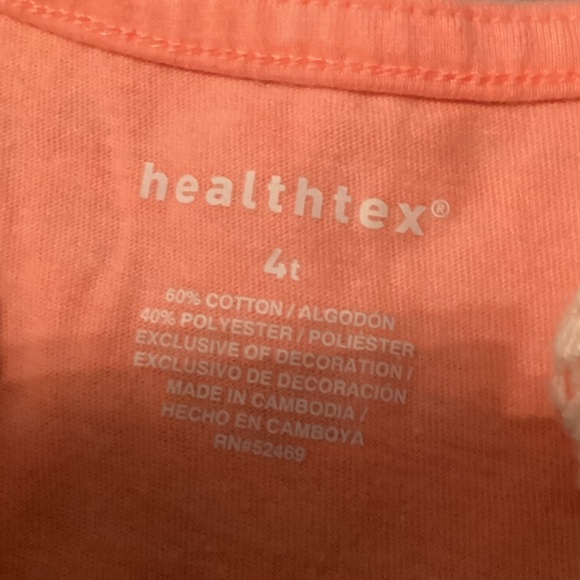 healthtex®
4t
60% COTTON / ALGODÓN
40% POLYESTER / POLIÉSTER
EXCLUSIVE OF DECORATION /
EXCLUSIVO DE DECORACIÓN
MADE IN CAMBODIA /
HECHO EN CAMBOYA
RN#52469